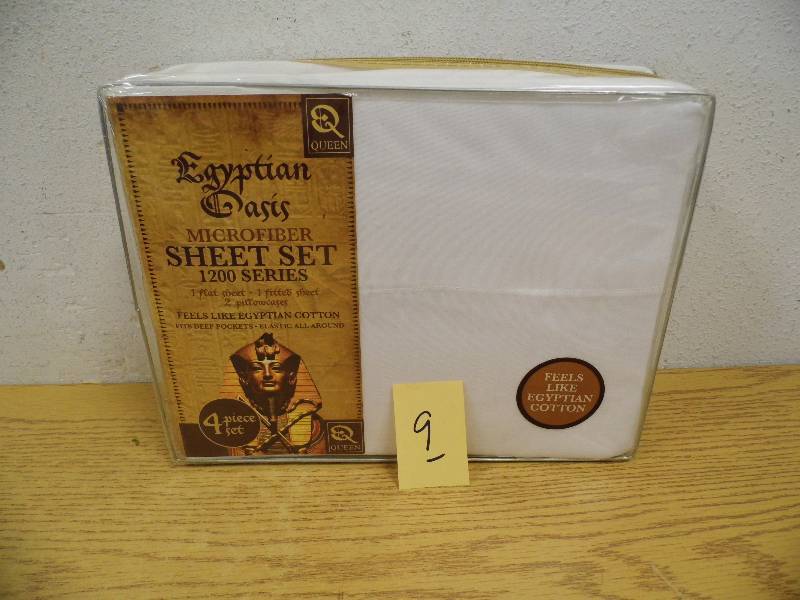 Q
QUEEN
Egyptian
Oasis
MICROFIBER
SHEET SET
1200 SERIES
1 flat sheet · 1 fitted sheet
2 pillowcases
FEELS LIKE EGYPTIAN COTTON
FITS DEEP POCKETS · ELASTIC ALL AROUND
4 piece
set
Q
QUEEN
FEELS
LIKE
EGYPTIAN
COTTON
9